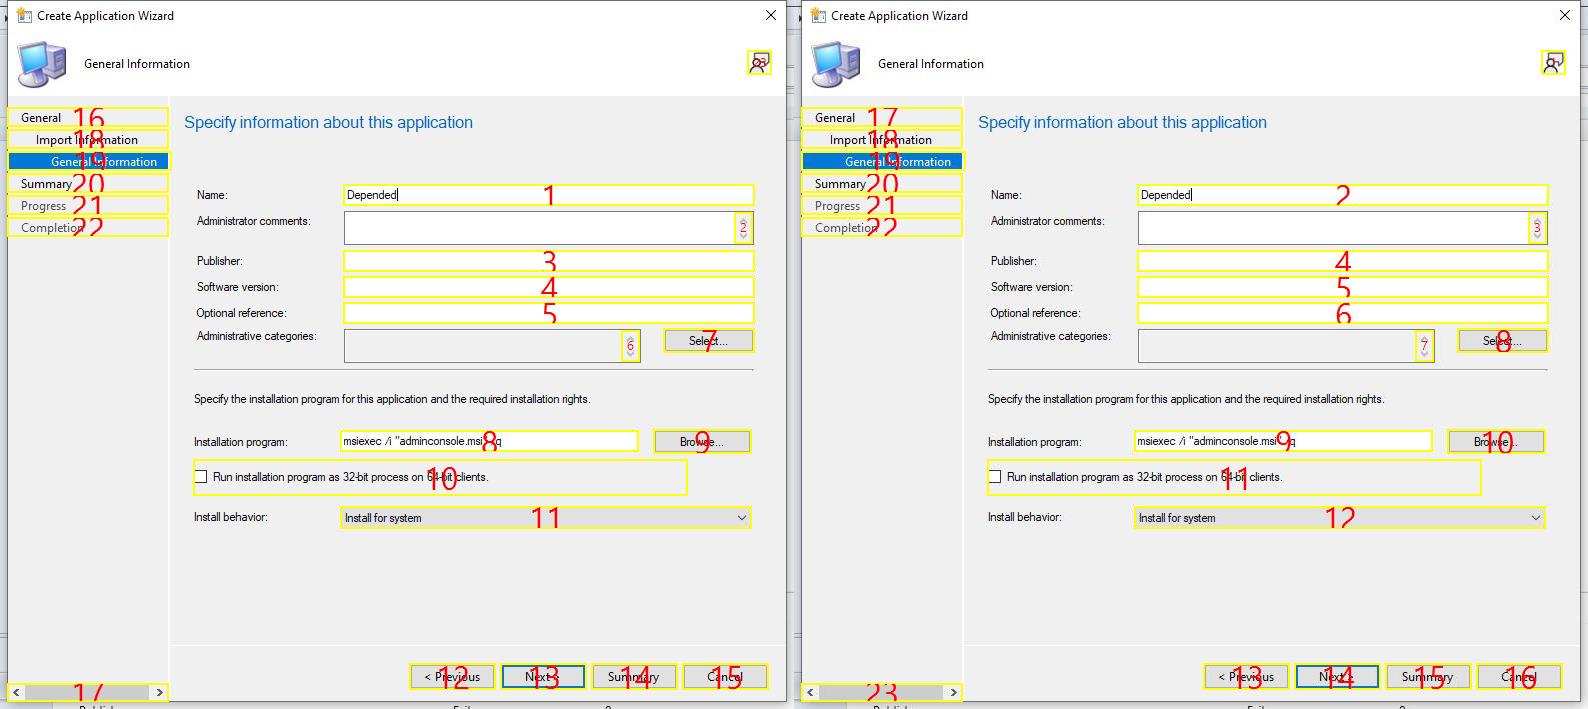 Create Application Wizard
General Information
23
General 16
Import Information 18
General Information 19
Summary 20
Progress 21
Completion 22
17
Specify information about this application
Name: Depended 1
Administrator comments: 2
Publisher: 3
Software version: 4
Optional reference: 5
Administrative categories: 6 Select... 7
Specify the installation program for this application and the required installation rights.
Installation program: msiexec /i "adminconsole.msi" /q 8 Browse... 9
Run installation program as 32-bit process on 64-bit clients. 10
Install behavior: Install for system 11
< Previous 12 Next > 13 Summary 14 Cancel 15
Create Application Wizard
General Information
1
General 17
Import Information 18
General Information 19
Summary 20
Progress 21
Completion 22
23
Specify information about this application
Name: Depended 2
Administrator comments: 3
Publisher: 4
Software version: 5
Optional reference: 6
Administrative categories: 7 Select... 8
Specify the installation program for this application and the required installation rights.
Installation program: msiexec /i "adminconsole.msi" /q 9 Browse... 10
Run installation program as 32-bit process on 64-bit clients. 11
Install behavior: Install for system 12
< Previous 13 Next > 14 Summary 15 Cancel 16